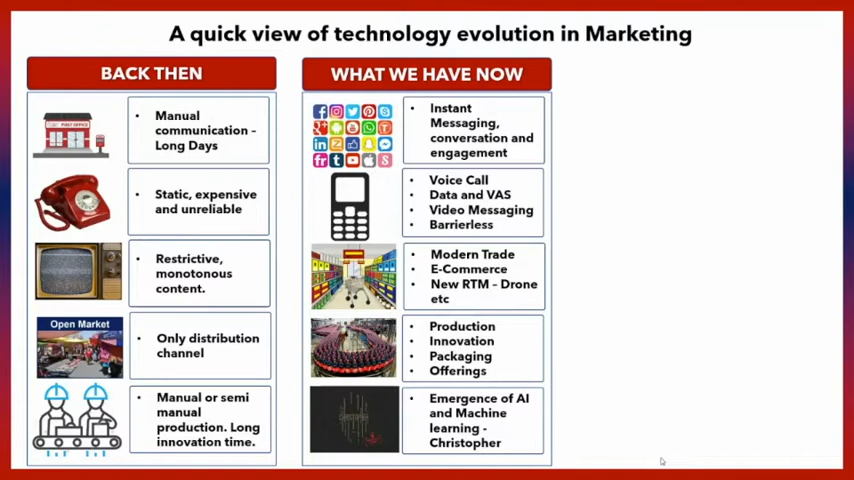 A quick view of technology evolution in Marketing
BACK THEN
POST OFFICE
• Manual
communication –
Long Days
• Static, expensive
and unreliable
• Restrictive,
monotonous
content.
Open Market
• Only distribution
channel
• Manual or semi
manual
production. Long
innovation time.
WHAT WE HAVE NOW
• Instant
Messaging,
conversation and
engagement
• Voice Call
• Data and VAS
• Video Messaging
• Barrierless
• Modern Trade
• E-Commerce
• New RTM – Drone
etc
• Production
• Innovation
• Packaging
• Offerings
• Emergence of AI
and Machine
learning -
Christopher